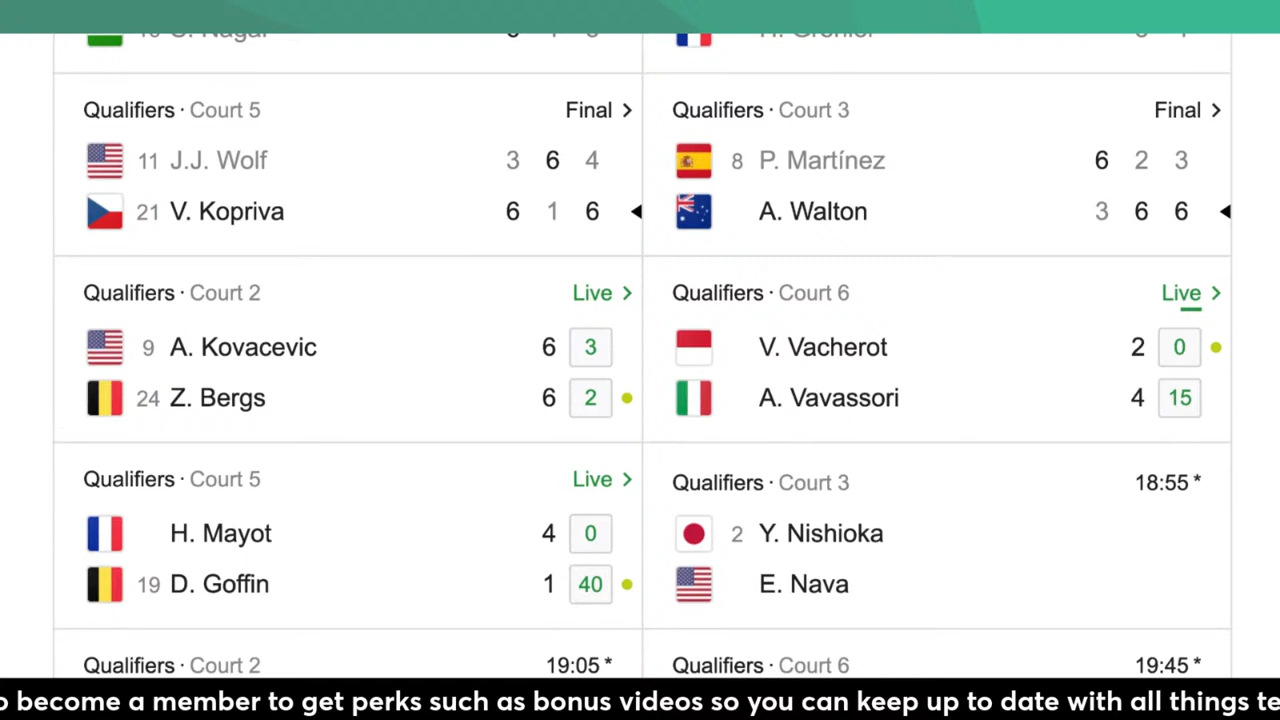 Qualifiers · Court 5 Final
11 J.J. Wolf 3 6 4
21 V. Kopriva 6 1 6
Qualifiers · Court 3 Final
8 P. Martínez 6 2 3
A. Walton 3 6 6
Qualifiers · Court 2 Live
9 A. Kovacevic 6 3
24 Z. Bergs 6 2
Qualifiers · Court 6 Live
V. Vacherot 2 0
A. Vavassori 4 15
Qualifiers · Court 5 Live
H. Mayot 4 0
19 D. Goffin 1 40
Qualifiers · Court 3 18:55 *
2 Y. Nishioka
E. Nava
Qualifiers · Court 2 19:05 *
Qualifiers · Court 6 19:45 *
become a member to get perks such as bonus videos so you can keep up to date with all things